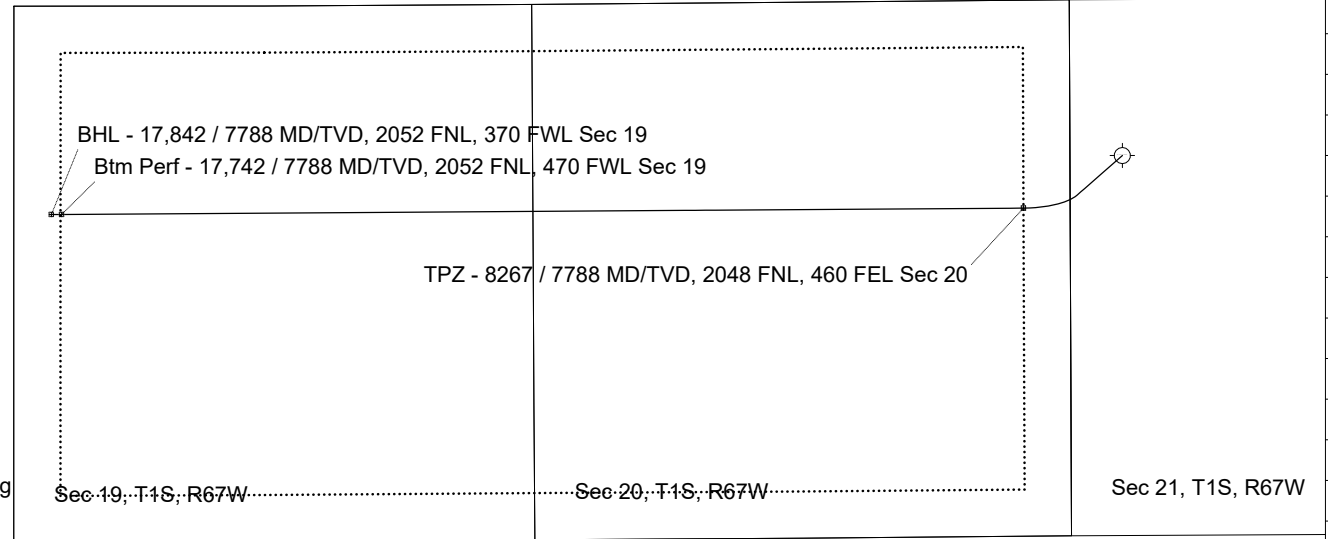 BHL - 17,842 / 7788 MD/TVD, 2052 FNL, 370 FWL Sec 19
Btm Perf - 17,742 / 7788 MD/TVD, 2052 FNL, 470 FWL Sec 19
TPZ - 8267 / 7788 MD/TVD, 2048 FNL, 460 FEL Sec 20
g
Sec 19, T1S, R67W
Sec 20, T1S, R67W
Sec 21, T1S, R67W